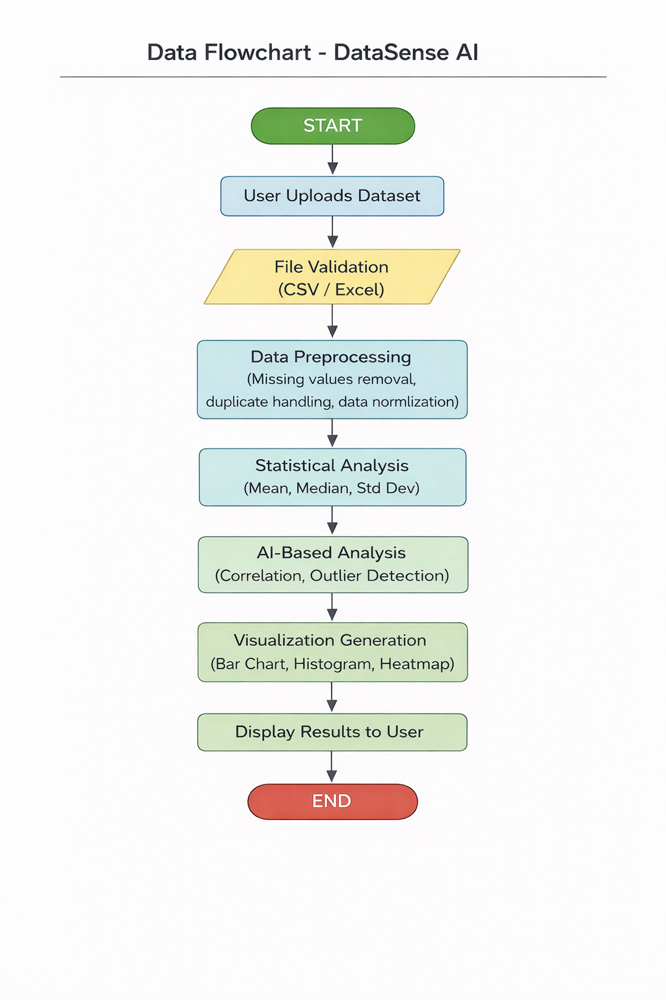 Data Flowchart - DataSense AI
START
User Uploads Dataset
File Validation
(CSV / Excel)
Data Preprocessing
(Missing values removal,
duplicate handling, data normlization)
Statistical Analysis
(Mean, Median, Std Dev)
AI-Based Analysis
(Correlation, Outlier Detection)
Visualization Generation
(Bar Chart, Histogram, Heatmap)
Display Results to User
END